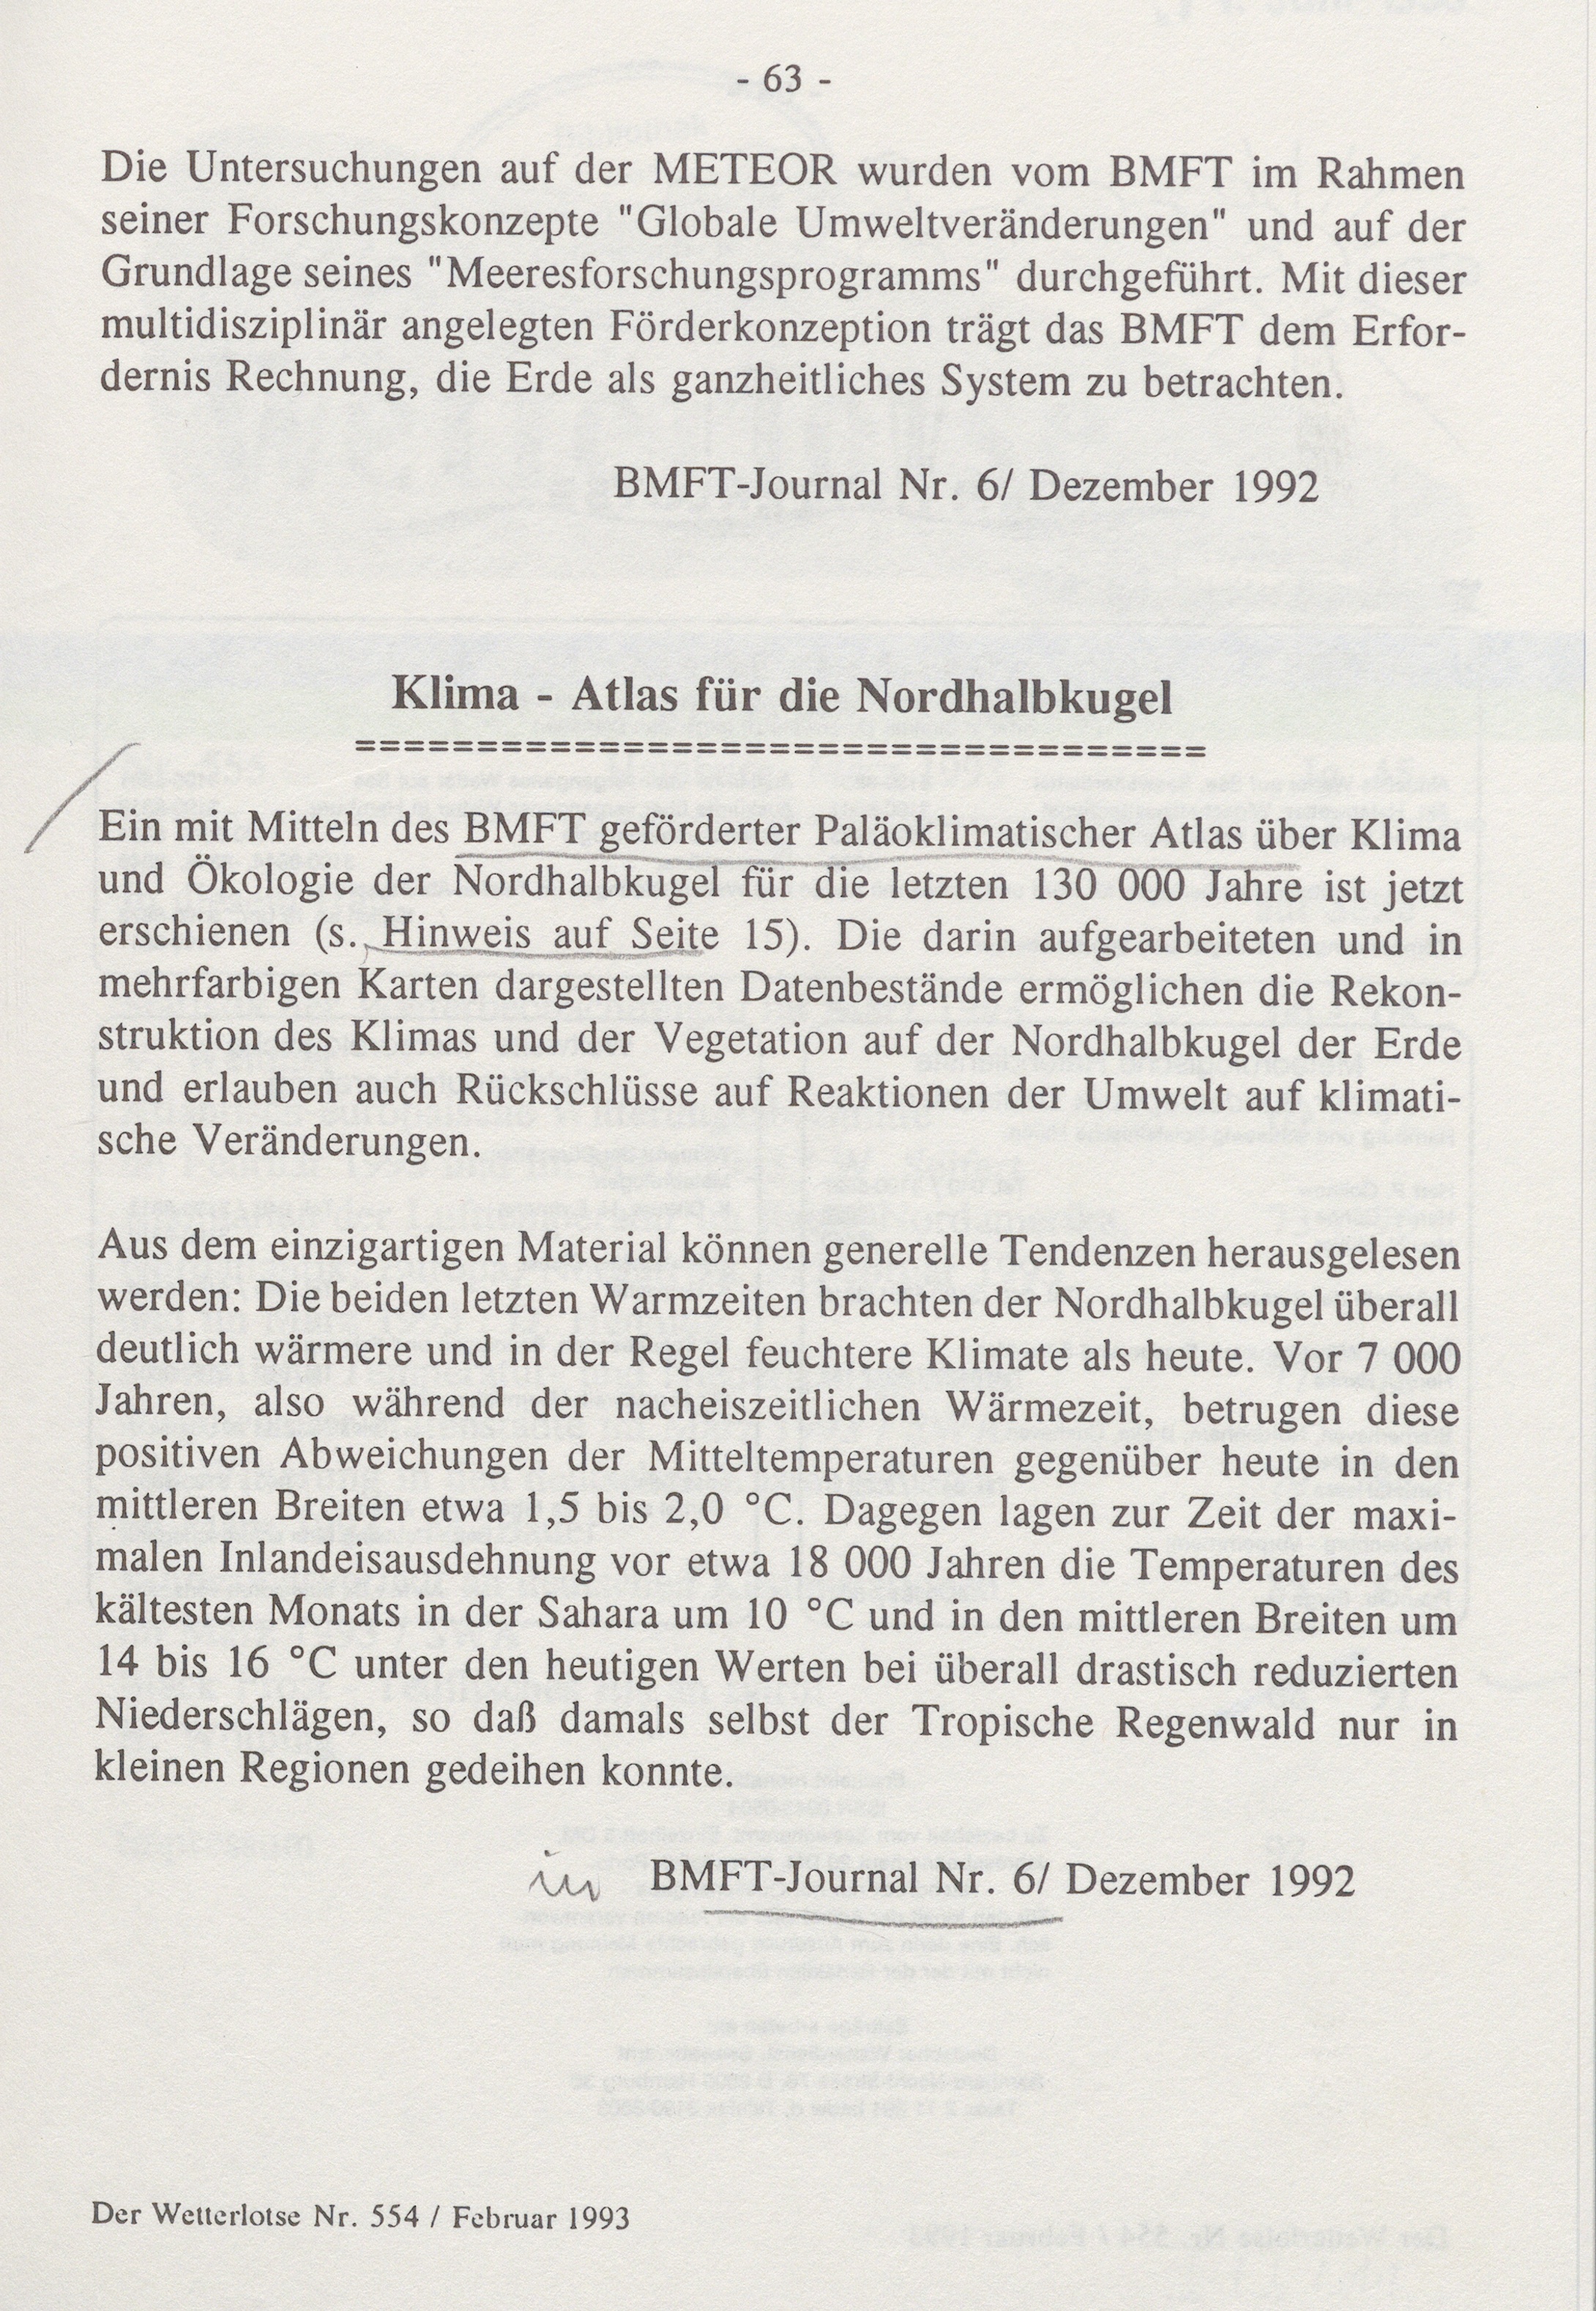 - 63 -
Die Untersuchungen auf der METEOR wurden vom BMFT im Rahmen
seiner Forschungskonzepte "Globale Umweltveränderungen" und auf der
Grundlage seines "Meeresforschungsprogramms" durchgeführt. Mit dieser
multidisziplinär angelegten Förderkonzeption trägt das BMFT dem Erfor-
dernis Rechnung, die Erde als ganzheitliches System zu betrachten.
BMFT-Journal Nr. 6/ Dezember 1992
Klima - Atlas für die Nordhalbkugel
===================================
Ein mit Mitteln des BMFT geförderter Paläoklimatischer Atlas über Klima
und Ökologie der Nordhalbkugel für die letzten 130 000 Jahre ist jetzt
erschienen (s. Hinweis auf Seite 15). Die darin aufgearbeiteten und in
mehrfarbigen Karten dargestellten Datenbestände ermöglichen die Rekon-
struktion des Klimas und der Vegetation auf der Nordhalbkugel der Erde
und erlauben auch Rückschlüsse auf Reaktionen der Umwelt auf klimati-
sche Veränderungen.
Aus dem einzigartigen Material können generelle Tendenzen herausgelesen
werden: Die beiden letzten Warmzeiten brachten der Nordhalbkugel überall
deutlich wärmere und in der Regel feuchtere Klimate als heute. Vor 7 000
Jahren, also während der nacheiszeitlichen Wärmezeit, betrugen diese
positiven Abweichungen der Mitteltemperaturen gegenüber heute in den
mittleren Breiten etwa 1,5 bis 2,0 °C. Dagegen lagen zur Zeit der maxi-
malen Inlandeisausdehnung vor etwa 18 000 Jahren die Temperaturen des
kältesten Monats in der Sahara um 10 °C und in den mittleren Breiten um
14 bis 16 °C unter den heutigen Werten bei überall drastisch reduzierten
Niederschlägen, so daß damals selbst der Tropische Regenwald nur in
kleinen Regionen gedeihen konnte.
in BMFT-Journal Nr. 6/ Dezember 1992
Der Wetterlotse Nr. 554 / Februar 1993